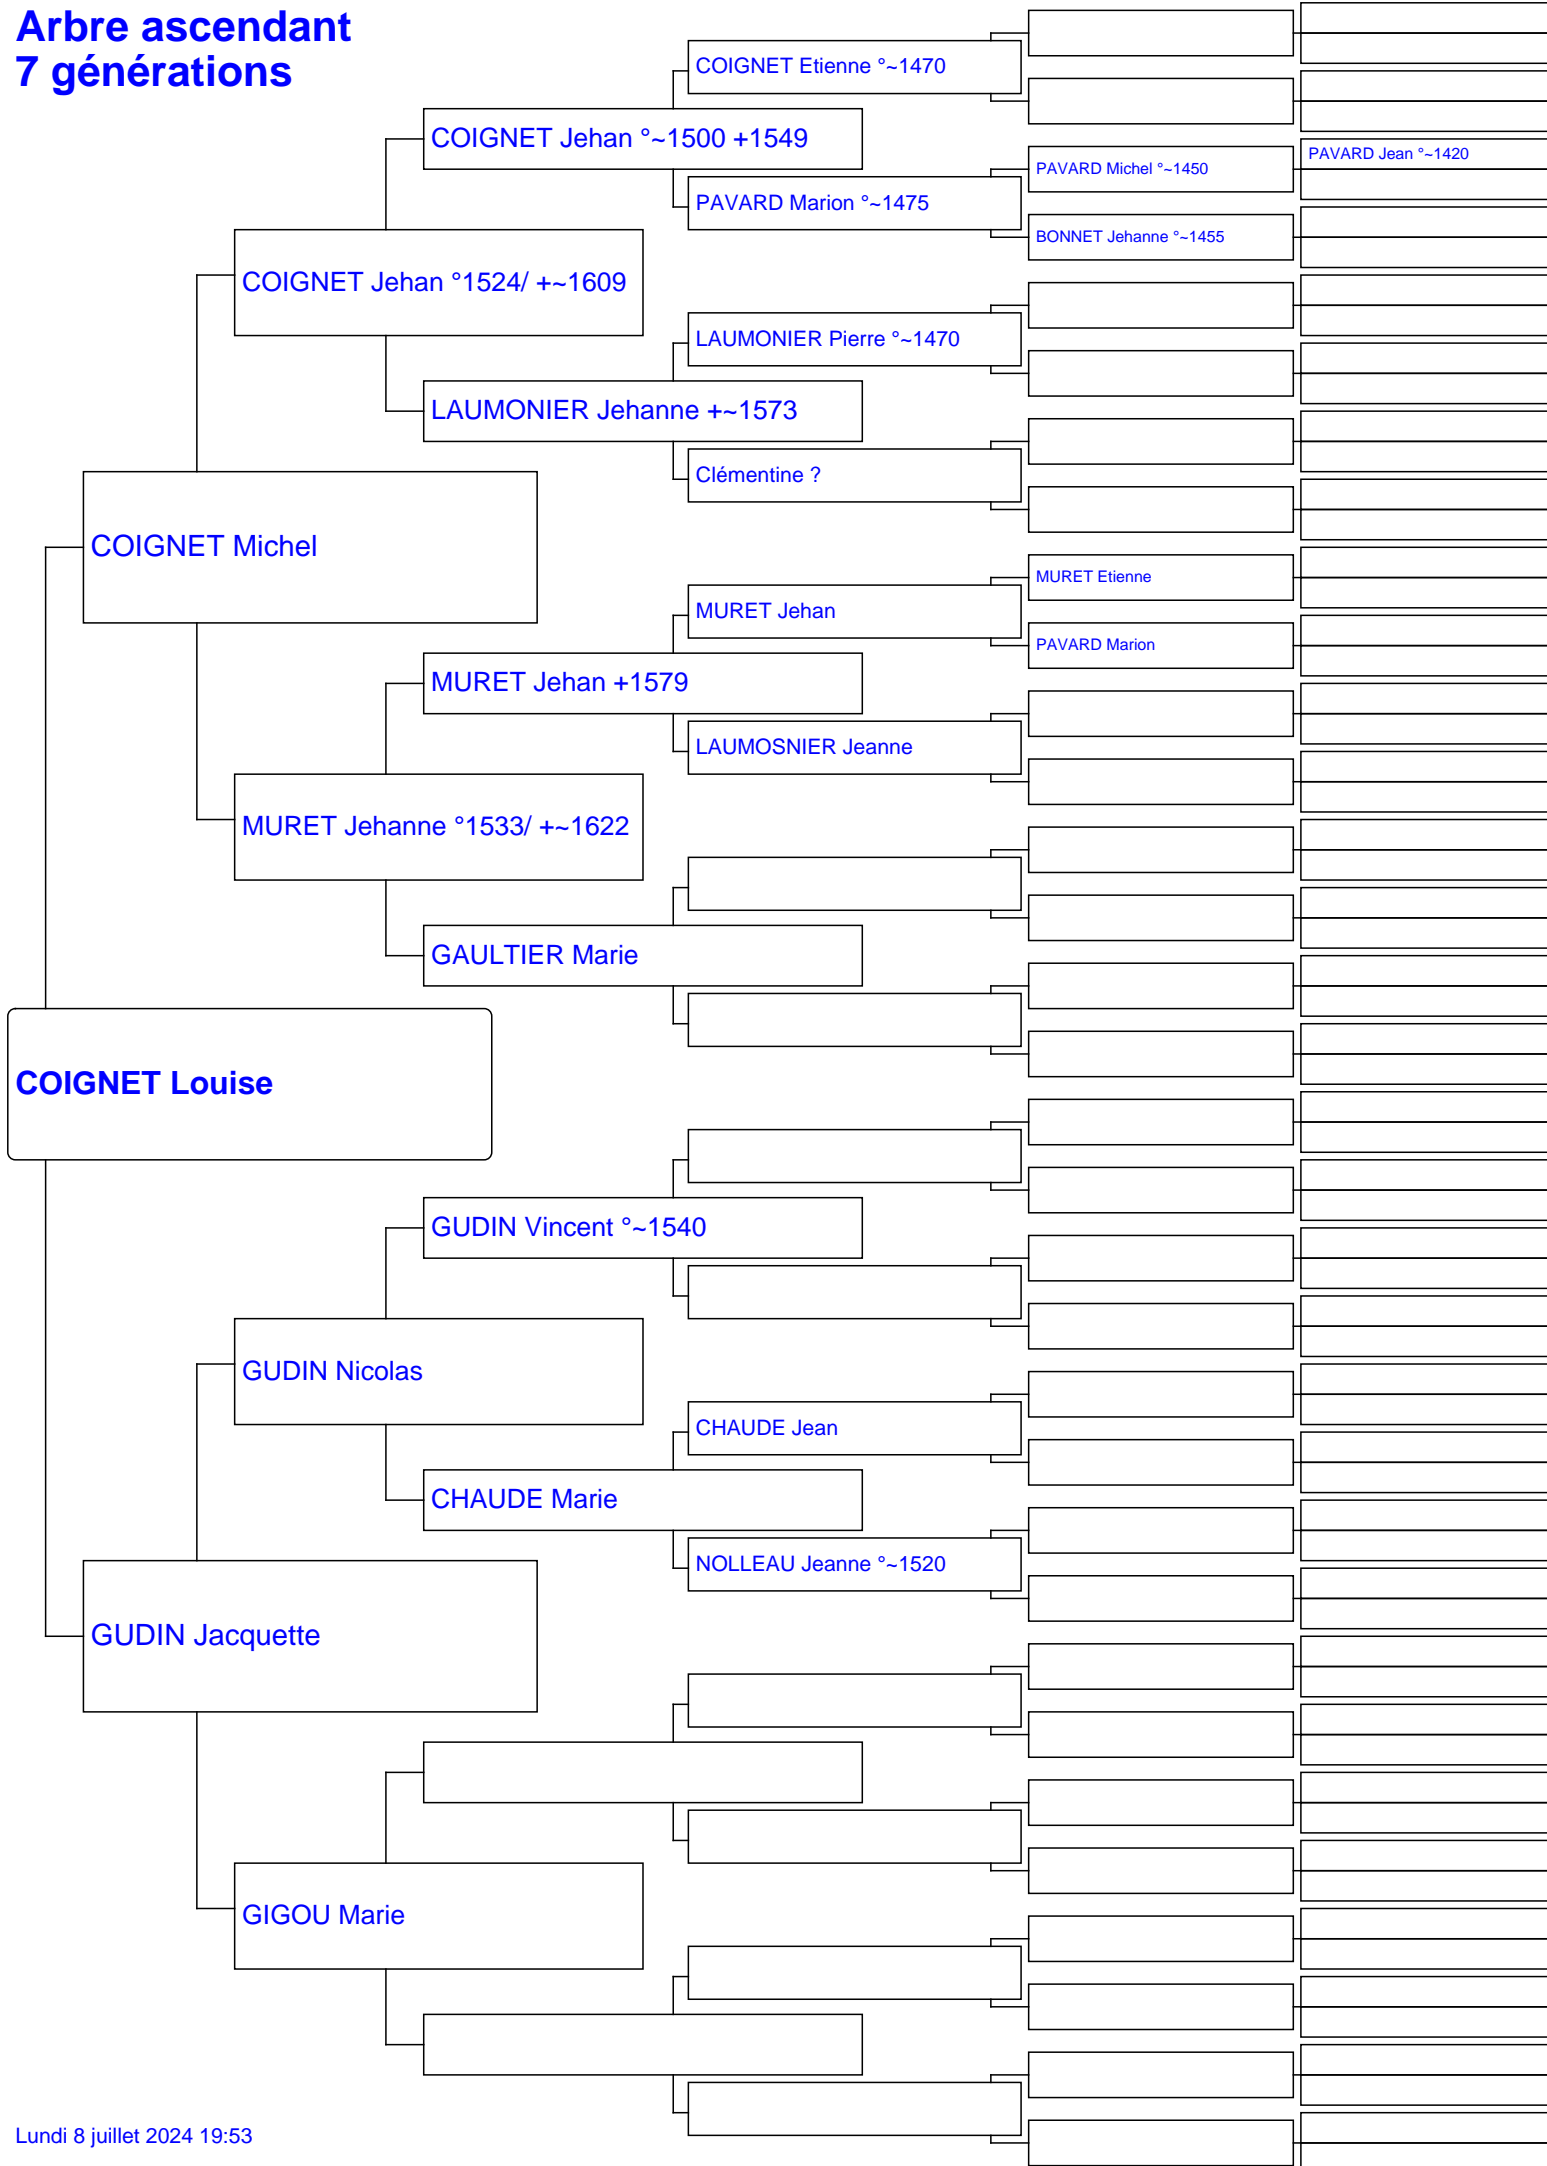 Arbre ascendant
7 générations
COIGNET Etienne °~1470
COIGNET Jehan °~1500 +1549
PAVARD Michel °~1450
PAVARD Jean °~1420
PAVARD Marion °~1475
BONNET Jehanne °~1455
COIGNET Jehan °1524/ +~1609
LAUMONIER Pierre °~1470
LAUMONIER Jehanne +~1573
Clémentine ?
COIGNET Michel
MURET Etienne
MURET Jehan
PAVARD Marion
MURET Jehan +1579
LAUMOSNIER Jeanne
MURET Jehanne °1533/ +~1622
GAULTIER Marie
COIGNET Louise
GUDIN Vincent °~1540
GUDIN Nicolas
CHAUDE Jean
CHAUDE Marie
NOLLEAU Jeanne °~1520
GUDIN Jacquette
GIGOU Marie
Lundi 8 juillet 2024 19:53